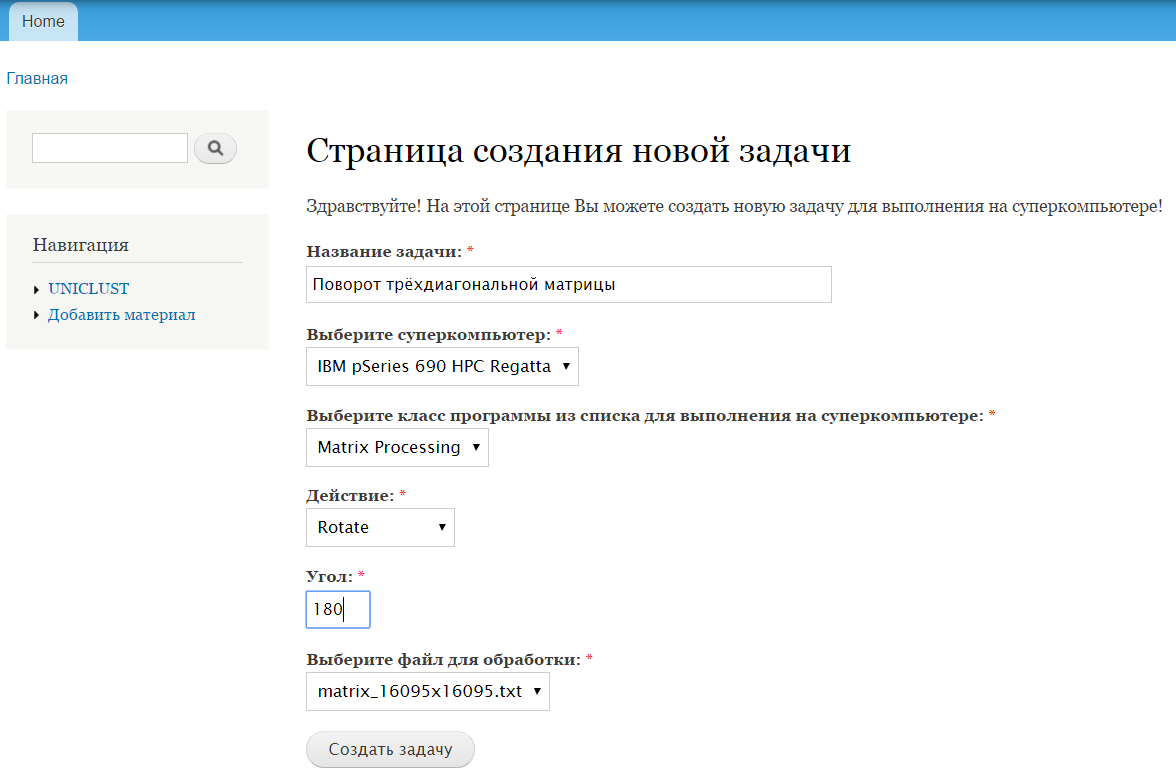 Home
Главная
Навигация
UNICLUST
Добавить материал
Страница создания новой задачи
Здравствуйте! На этой странице Вы можете создать новую задачу для выполнения на суперкомпьютере!
Название задачи: *
Поворот трёхдиагональной матрицы
Выберите суперкомпьютер: *
IBM pSeries 690 HPC Regatta
Выберите класс программы из списка для выполнения на суперкомпьютере: *
Matrix Processing
Действие: *
Rotate
Угол: *
180
Выберите файл для обработки: *
matrix_16095x16095.txt
Создать задачу